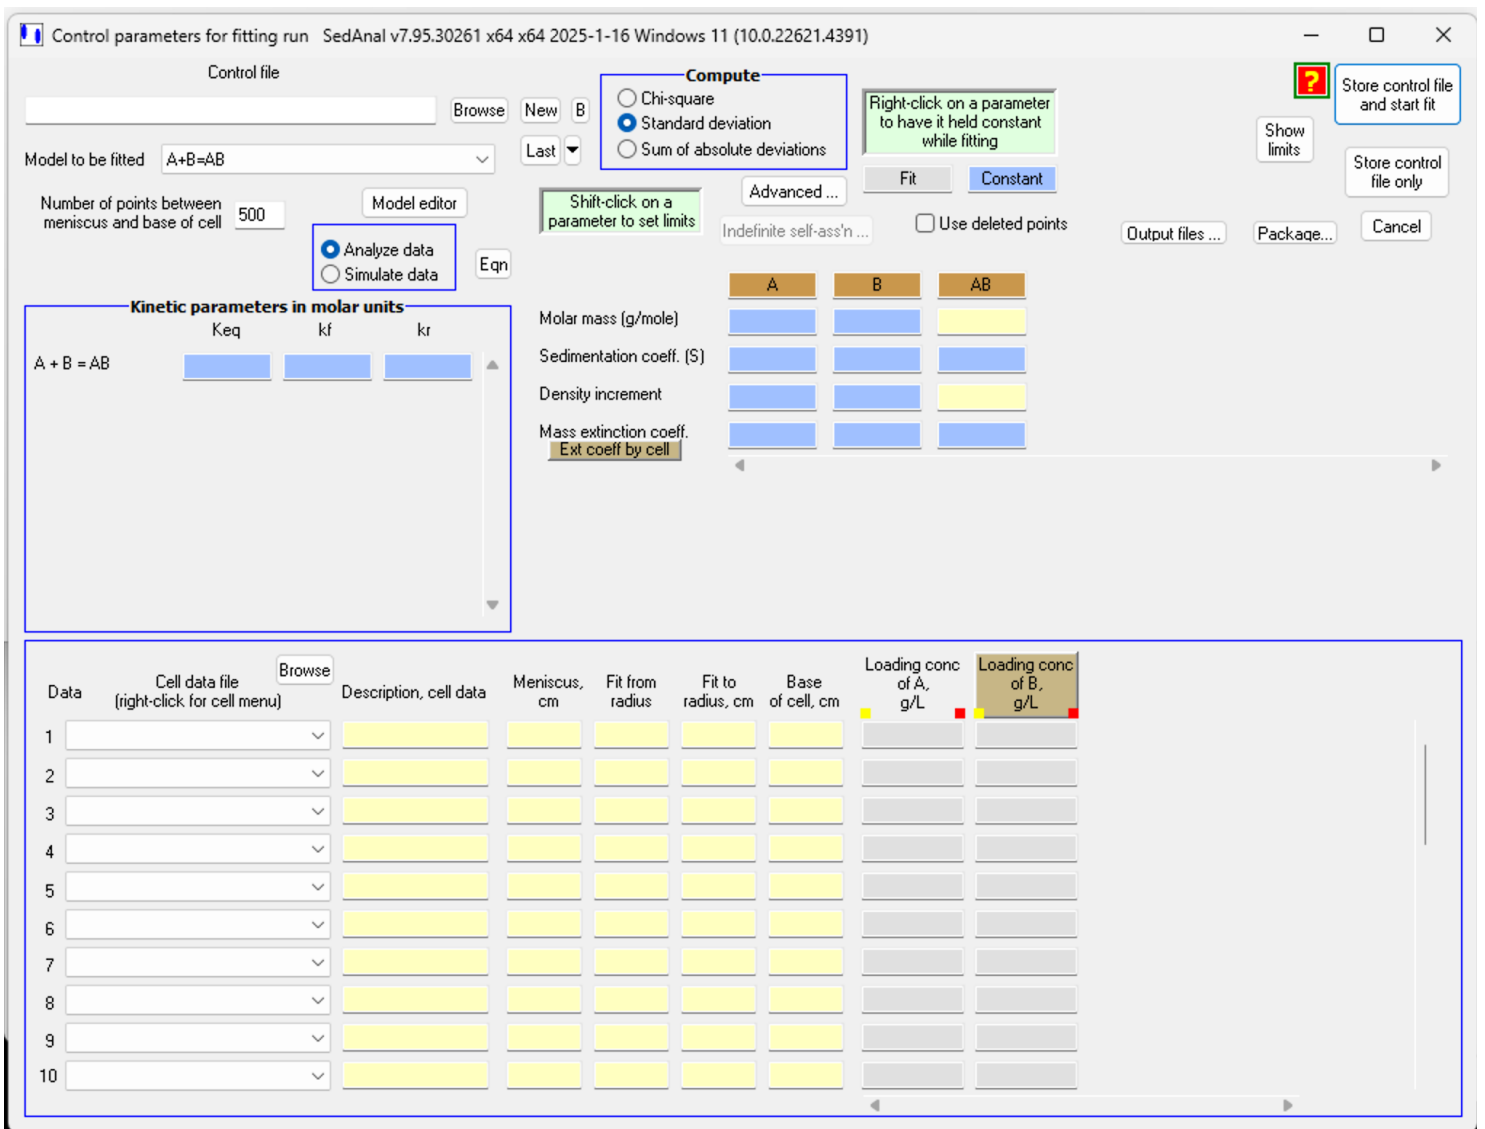 Control parameters for fitting run   SedAnal v7.95.30261 x64 x64 2025-1-16 Windows 11 (10.0.22621.4391)
Control file
Browse
New
B
Compute
Chi-square
Standard deviation
Sum of absolute deviations
Right-click on a parameter
to have it held constant
while fitting
?
Store control file
and start fit
Show
limits
Model to be fitted
A+B=AB
Last
Store control
file only
Fit
Constant
Advanced ...
Number of points between
meniscus and base of cell
500
Model editor
Shift-click on a
parameter to set limits
Indefinite self-ass'n ...
Use deleted points
Output files ...
Package...
Cancel
Analyze data
Simulate data
Eqn
Kinetic parameters in molar units
Keq
kf
kr
A + B = AB
A
B
AB
Molar mass (g/mole)
Sedimentation coeff. (S)
Density increment
Mass extinction coeff.
Ext coeff by cell
Data
Cell data file
(right-click for cell menu)
Browse
Description, cell data
Meniscus,
cm
Fit from
radius
Fit to
radius, cm
Base
of cell, cm
Loading conc
of A,
g/L
Loading conc
of B,
g/L
1
2
3
4
5
6
7
8
9
10